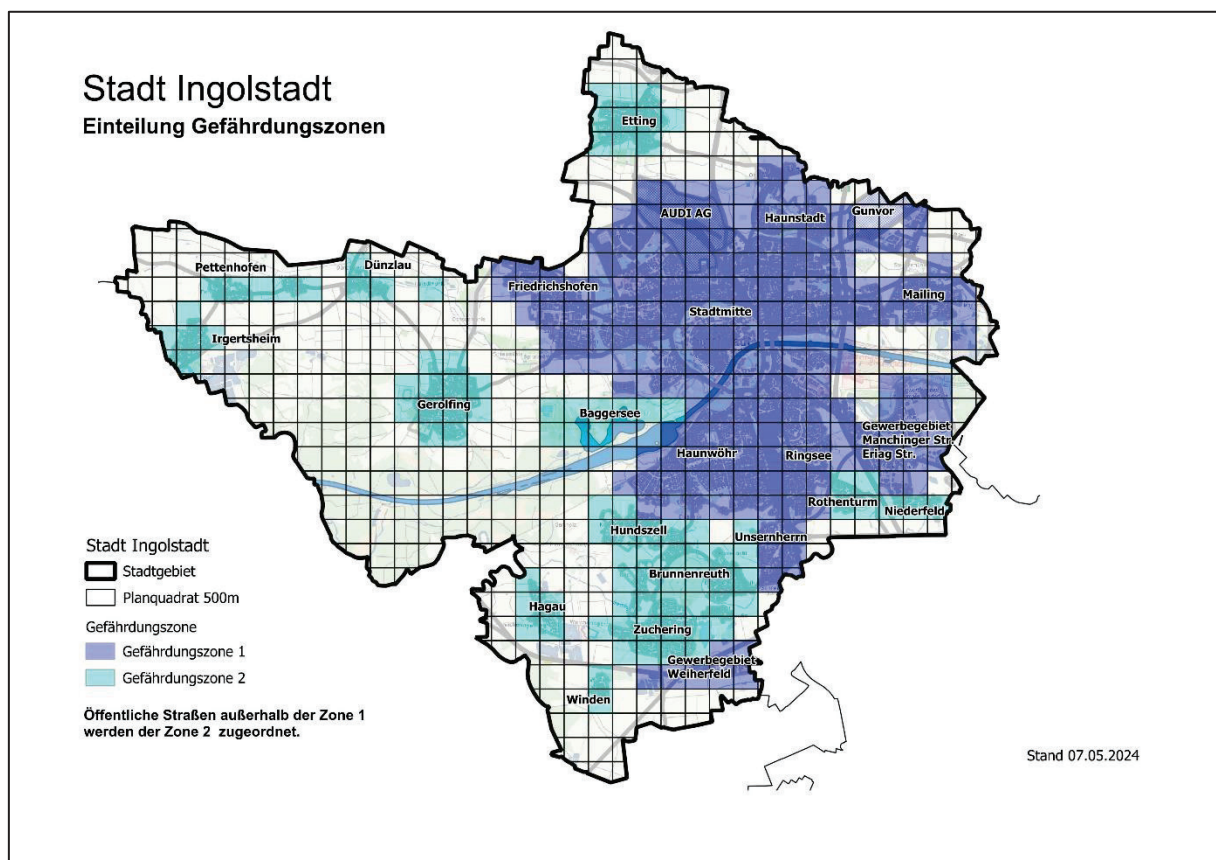 Stadt Ingolstadt
Einteilung Gefährdungszonen
Etting
AUDI AG
Haunstadt
Gunvor
Pettenhofen
Dünzlau
Friedrichshofen
Mailing
Stadtmitte
Irgertsheim
Gerolfing
Baggersee
Gewerbegebiet
Manchinger Str.
Eriag Str.
Haunwöhr
Ringsee
Rothenturm
Niederfeld
Hundszell
Unsernherrn
Brunnenreuth
Hagau
Zuchering
Gewerbegebiet
Weiherfeld
Winden
Stadt Ingolstadt
Stadtgebiet
Planquadrat 500m
Gefährdungszone
Gefährdungszone 1
Gefährdungszone 2
Öffentliche Straßen außerhalb der Zone 1
werden der Zone 2 zugeordnet.
Stand 07.05.2024